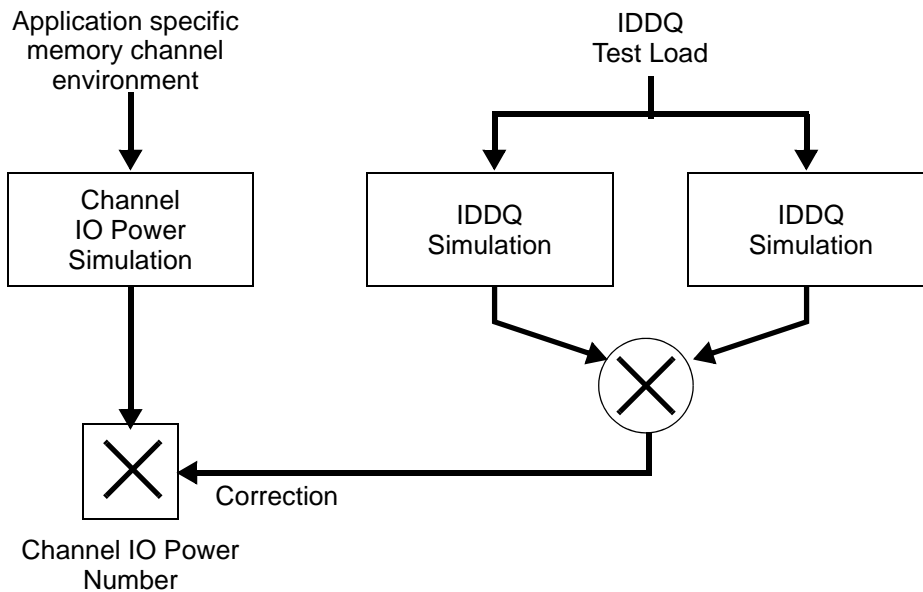 Application specific
memory channel
environment
IDDQ
Test Load
Channel
IO Power
Simulation
IDDQ
Simulation
IDDQ
Simulation
Correction
Channel IO Power
Number